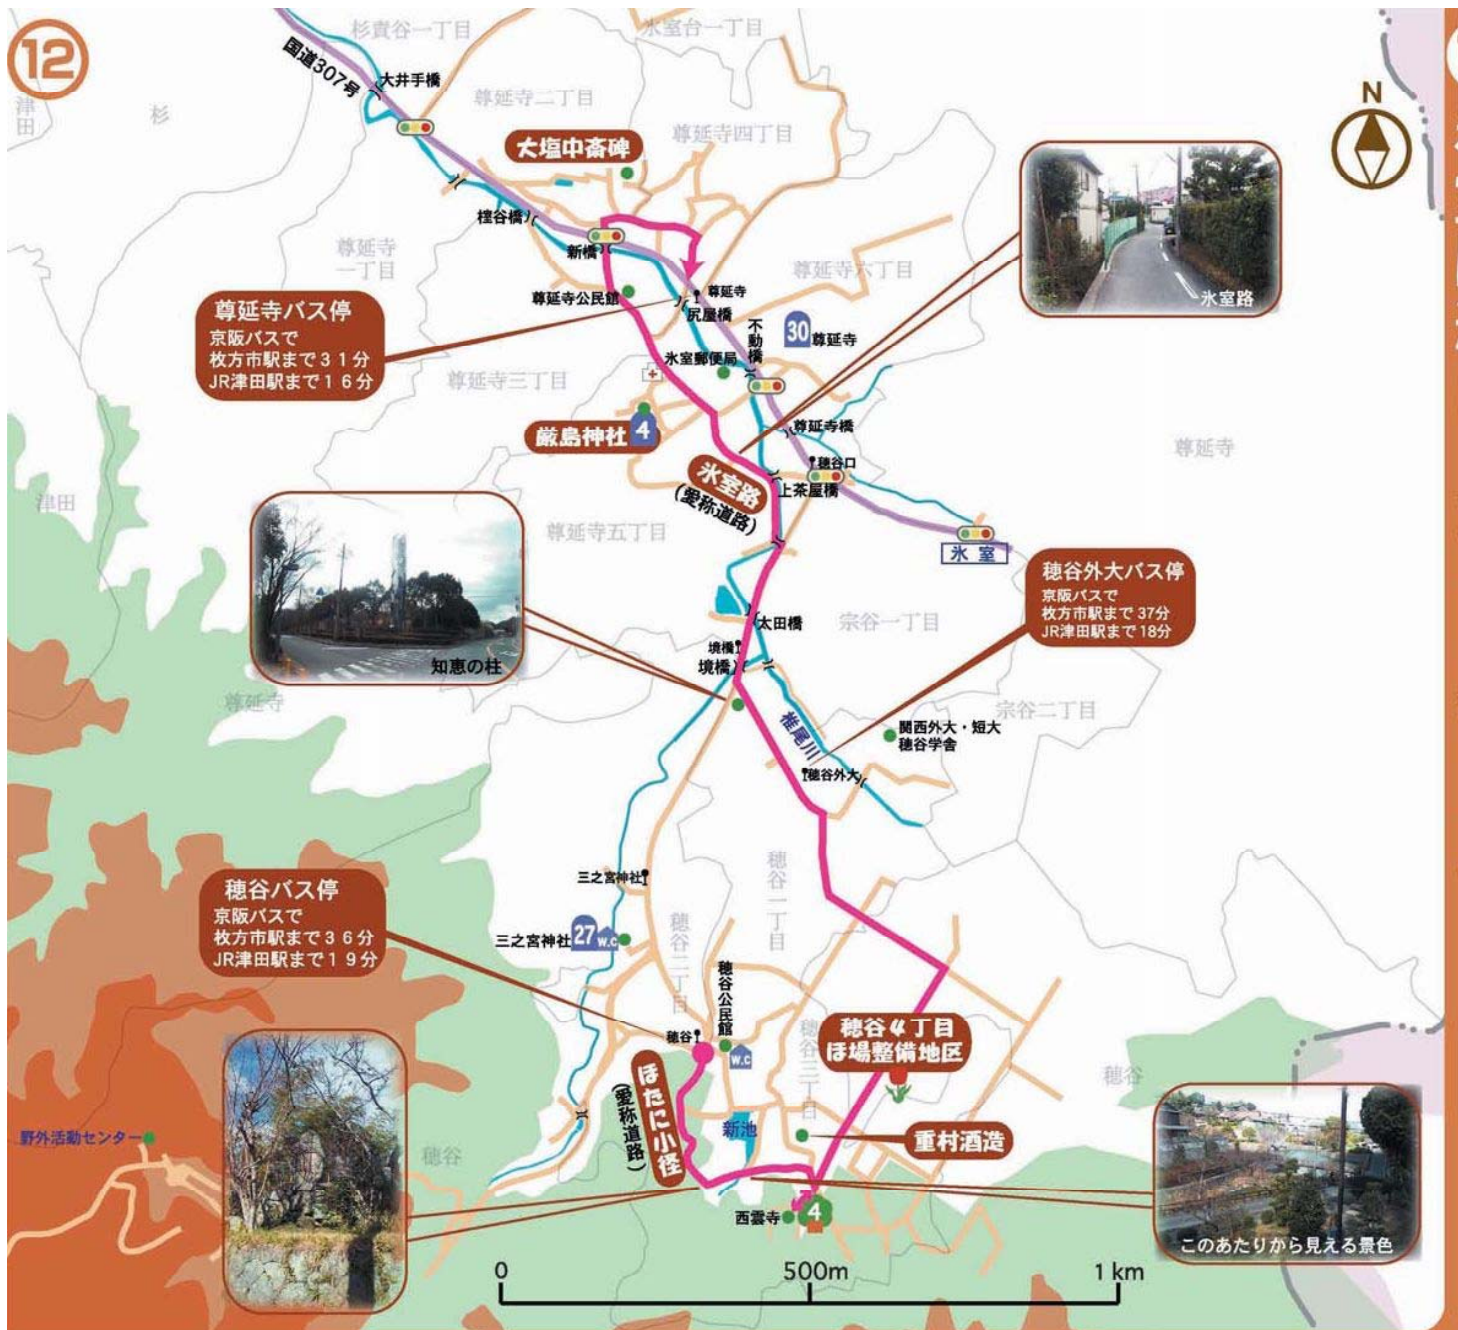 12
杉責谷一丁目
氷室台一丁目
国道307号
大井手橋
津田
杉
尊延寺二丁目
尊延寺四丁目
大塩中斎碑
N
樫谷橋
新橋
尊延寺
一丁目
尊延寺六丁目
氷室路
尊延寺公民館
尊延寺
尻屋橋
尊延寺バス停
京阪バスで
枚方市駅まで31分
JR津田駅まで16分
不動橋
30
尊延寺
氷室郵便局
尊延寺三丁目
厳島神社
4
尊延寺橋
尊延寺
穂谷口
上茶屋橋
氷室路
(愛称道路)
津田
尊延寺五丁目
氷室
穂谷外大バス停
京阪バスで
枚方市駅まで37分
JR津田駅まで18分
太田橋
宗谷一丁目
境橋
境橋
知恵の柱
尊延寺
宗谷二丁目
椎尾川
関西外大・短大
穂谷学舎
穂谷外大
穂谷一丁目
三之宮神社
穂谷バス停
京阪バスで
枚方市駅まで36分
JR津田駅まで19分
三之宮神社
27
W.C
穂谷二丁目
穂谷公民館
穂谷
W.C
穂谷三丁目
穂谷4丁目
ほ場整備地区
穂谷
ほたに小径
(愛称道路)
新池
重村酒造
野外活動センター
穂谷
西雲寺
4
このあたりから見える景色
0
500m
1km